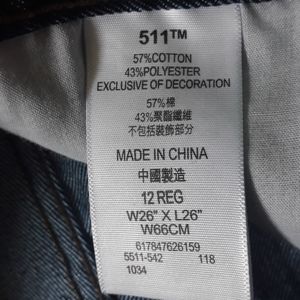 511™
57%COTTON
43%POLYESTER
EXCLUSIVE OF DECORATION
57%棉
43%聚酯纖維
不包括裝飾部分
MADE IN CHINA
中國製造
12 REG
W26" X L26"
W66CM
617847626159
5511-542 118
1034